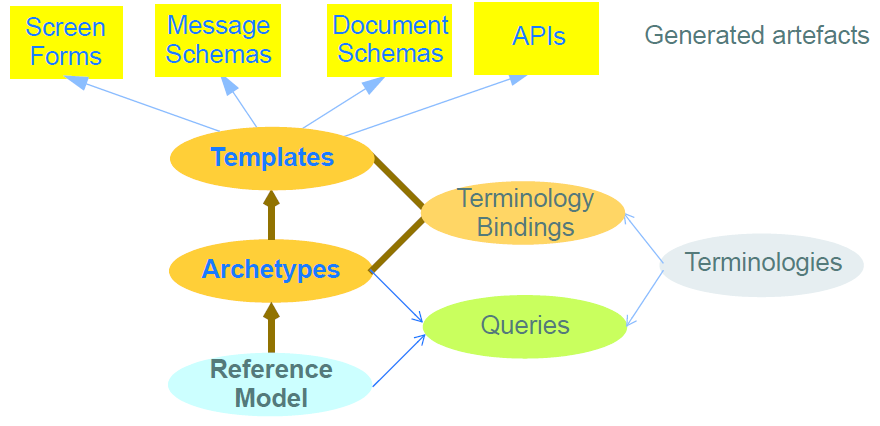 Screen
Forms
Message
Schemas
Document
Schemas
APIs
Generated artefacts
Templates
Terminology
Bindings
Archetypes
Terminologies
Queries
Reference
Model